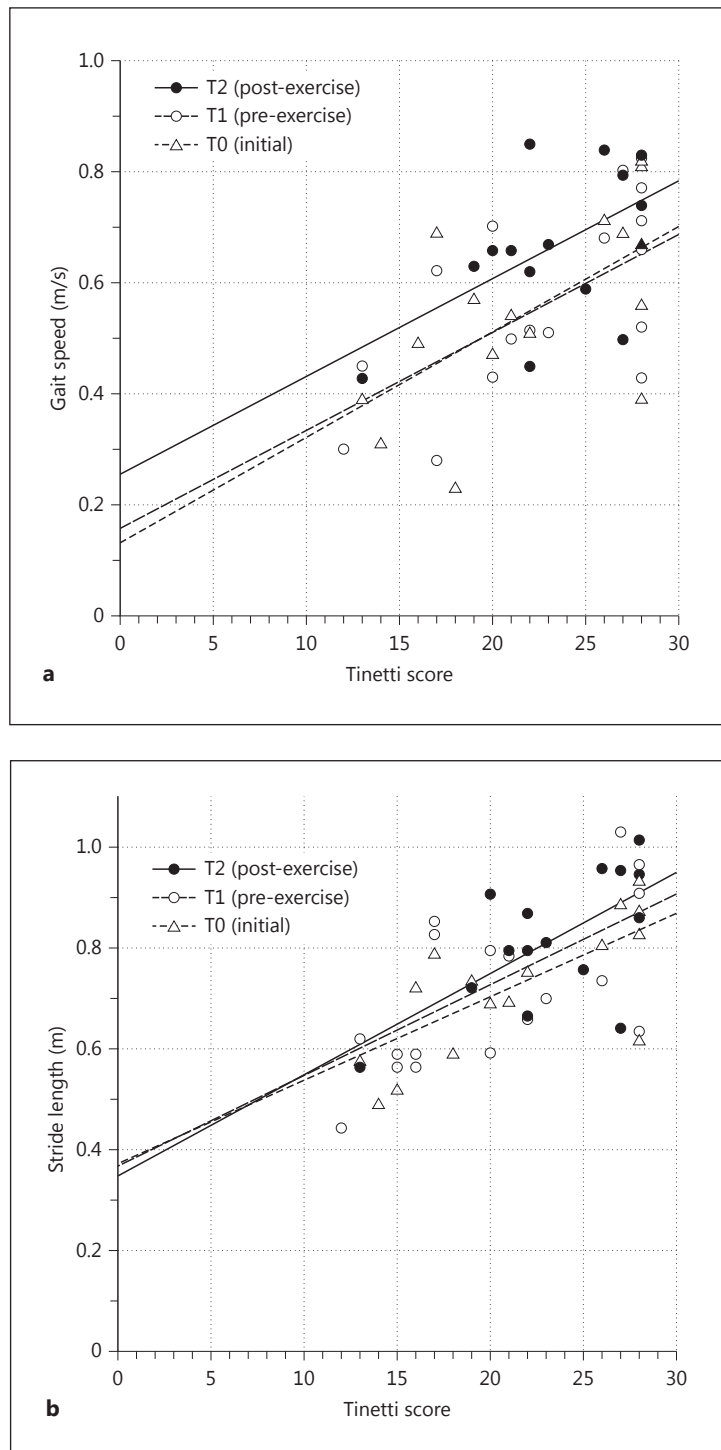 1.0
T2 (post-exercise)
T1 (pre-exercise)
T0 (initial)
0.8
0.6
0.4
0.2
0
Gait speed (m/s)
0 5 10 15 20 25 30
a
Tinetti score
1.0
T2 (post-exercise)
T1 (pre-exercise)
T0 (initial)
0.8
0.6
0.4
0.2
0
Stride length (m)
0 5 10 15 20 25 30
b
Tinetti score